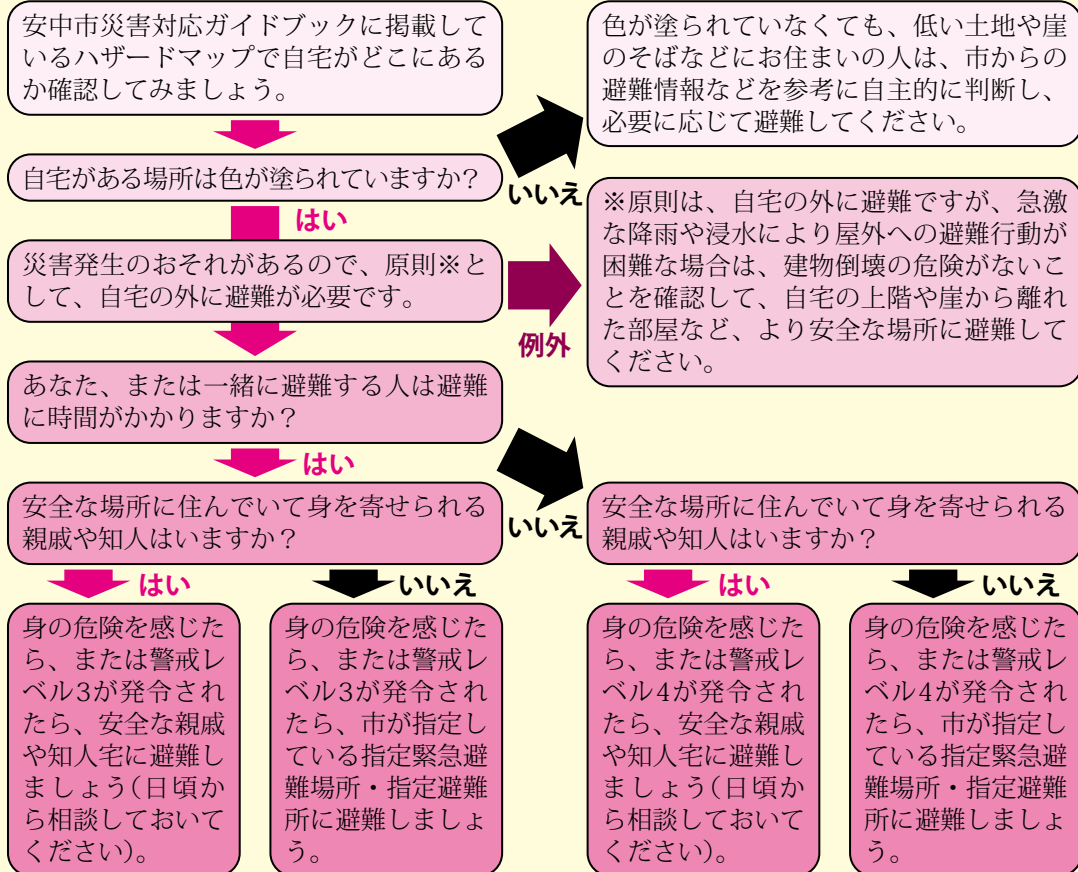 安中市災害対応ガイドブックに掲載して
いるハザードマップで自宅がどこにある
か確認してみましょう。
色が塗られていなくても、低い土地や崖
のそばなどにお住まいの人は、市からの
避難情報などを参考に自主的に判断し、
必要に応じて避難してください。
自宅がある場所は色が塗られていますか？
いいえ
はい
※原則は、自宅の外に避難ですが、急激
な降雨や浸水により屋外への避難行動が
困難な場合は、建物倒壊の危険がないこ
とを確認して、自宅の上階や崖から離れ
た部屋など、より安全な場所に避難して
ください。
災害発生のおそれがあるので、原則※と
して、自宅の外に避難が必要です。
例外
あなた、または一緒に避難する人は避難
に時間がかかりますか？
はい
いいえ
安全な場所に住んでいて身を寄せられる
親戚や知人はいますか？
安全な場所に住んでいて身を寄せられる
親戚や知人はいますか？
はい
いいえ
はい
いいえ
身の危険を感じた
ら、または警戒レ
ベル3が発令され
たら、安全な親戚
や知人宅に避難し
ましょう(日頃か
ら相談しておいて
ください)。
身の危険を感じた
ら、または警戒レ
ベル3が発令され
たら、市が指定し
ている指定緊急避
難場所・指定避難
所に避難しましょ
う。
身の危険を感じた
ら、または警戒レ
ベル4が発令され
たら、安全な親戚
や知人宅に避難し
ましょう(日頃か
ら相談しておいて
ください)。
身の危険を感じた
ら、または警戒レ
ベル4が発令され
たら、市が指定し
ている指定緊急避
難場所・指定避難
所に避難しましょ
う。